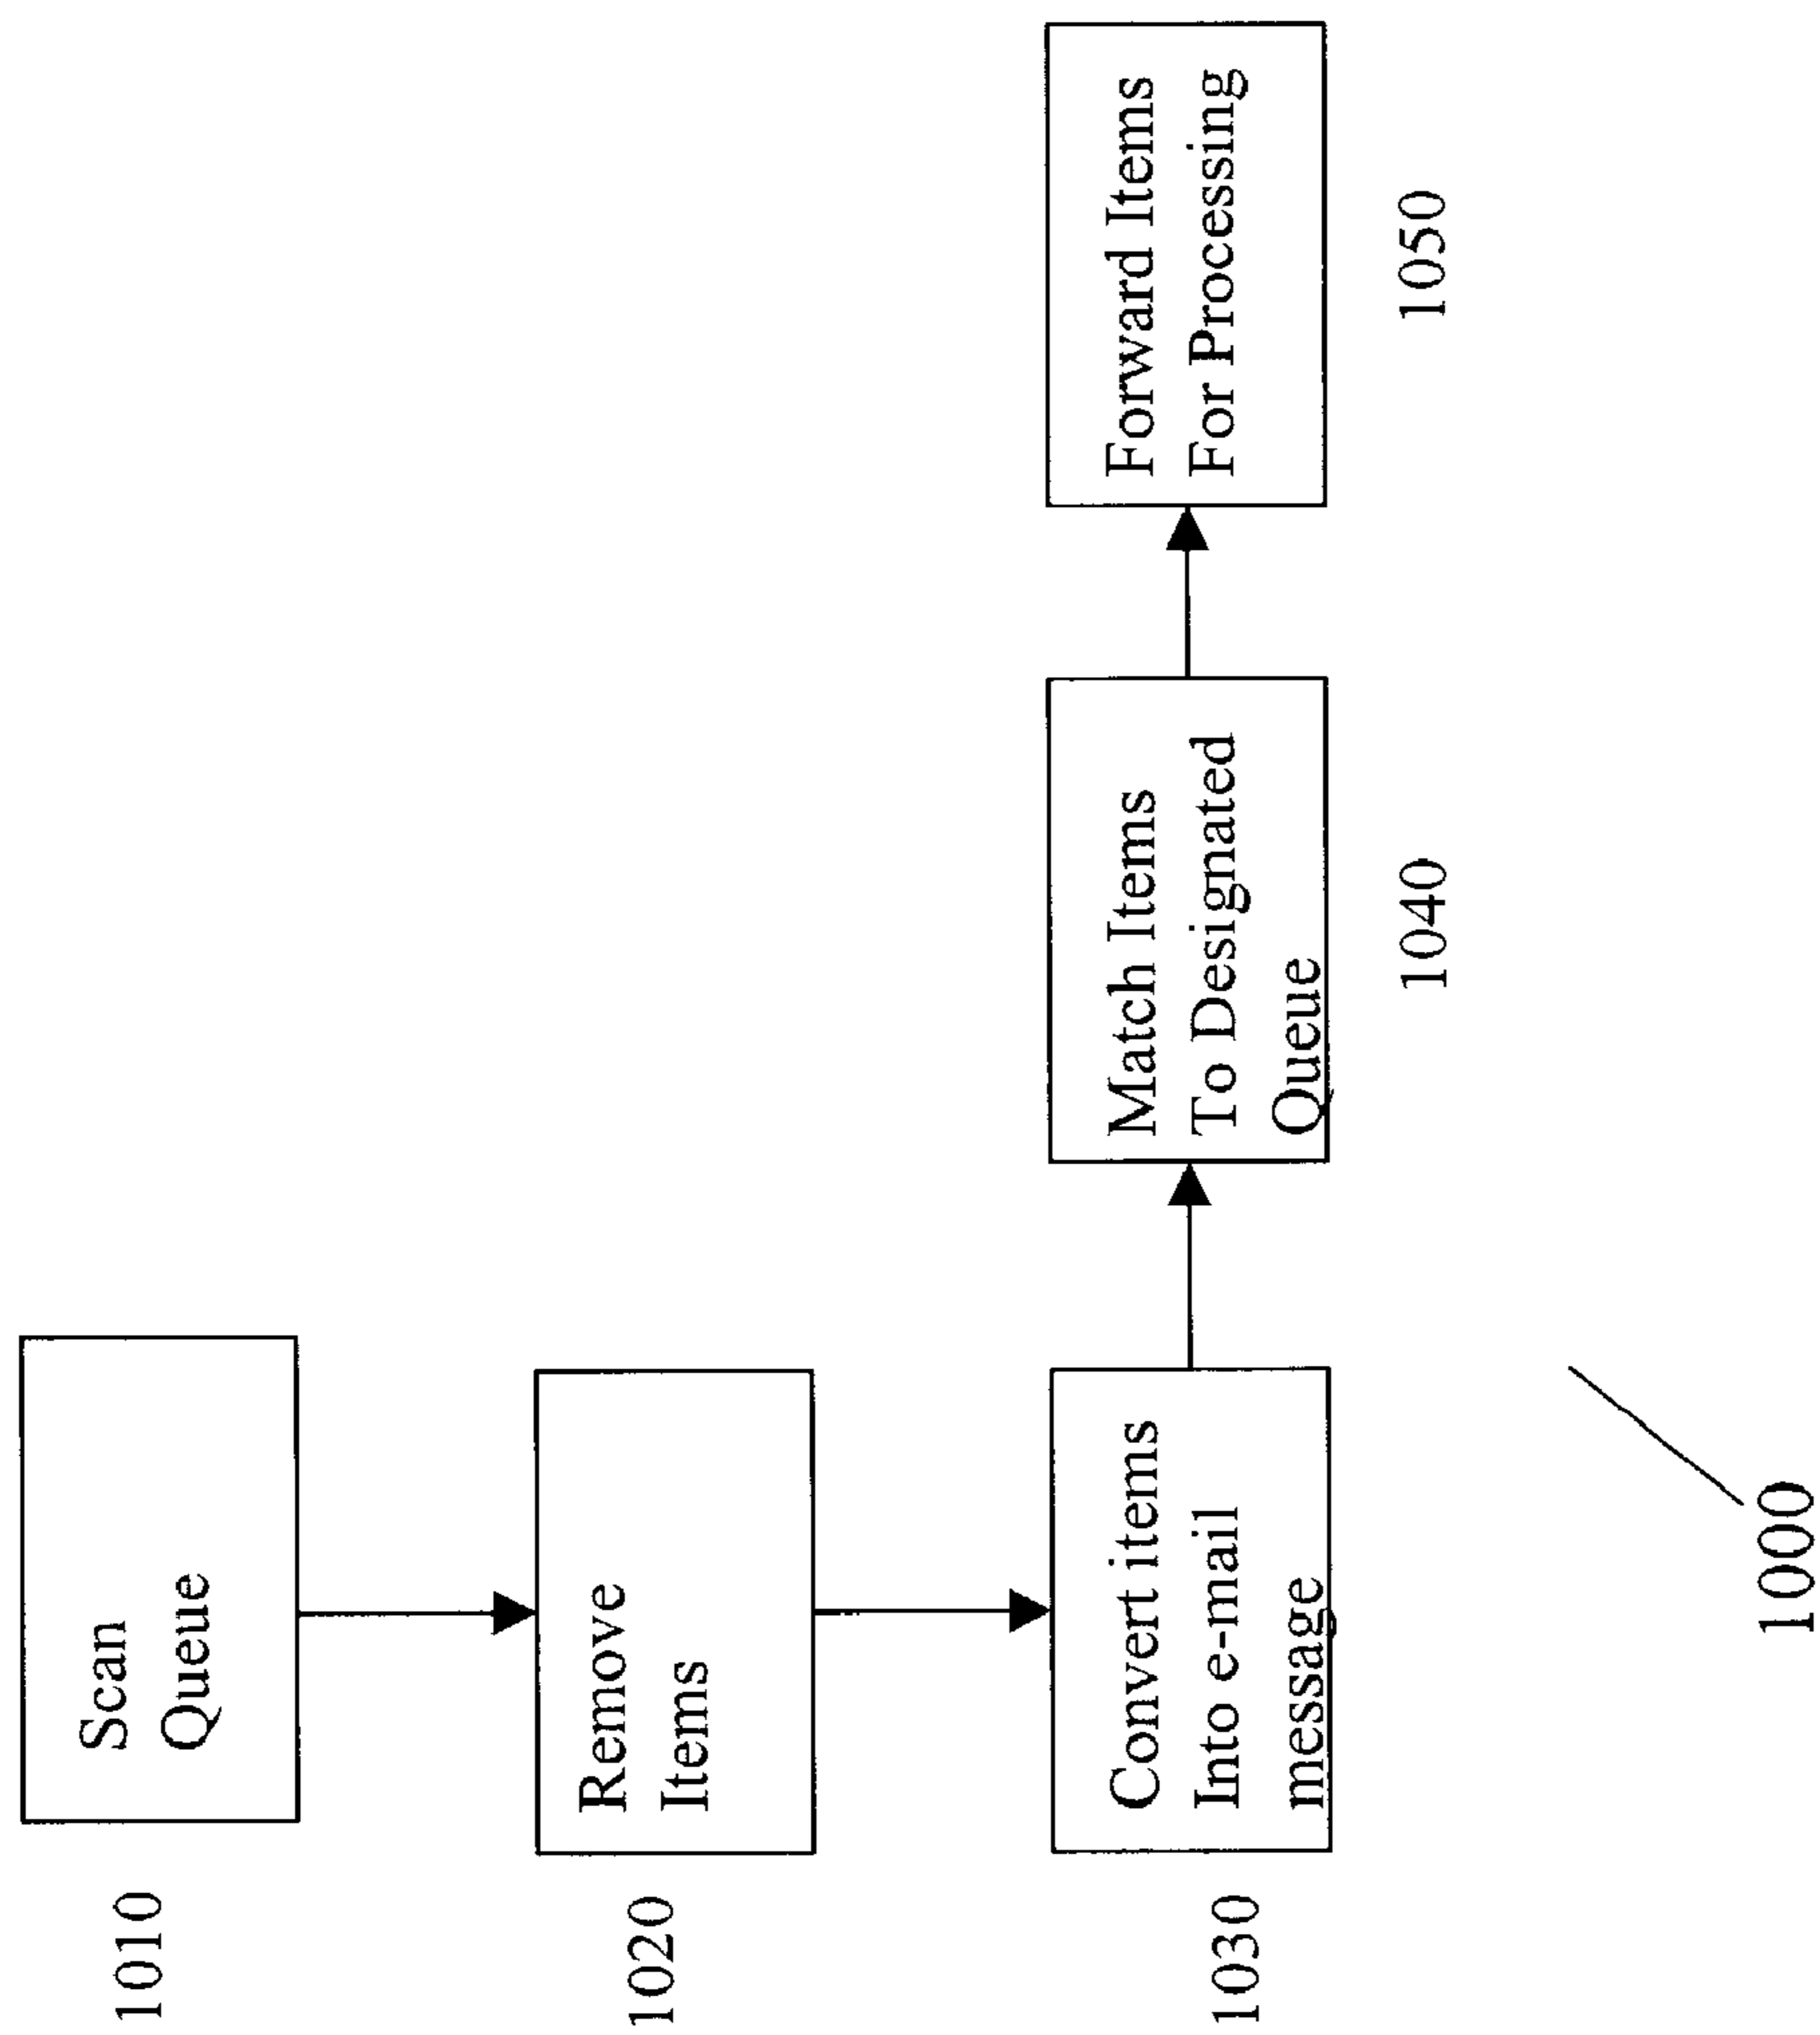 1010
Scan
Queue
1020
Remove
Items
1030
Convert items
Into e-mail
message
1040
Match Items
To Designated
Queue
1050
Forward Items
For Processing
1000